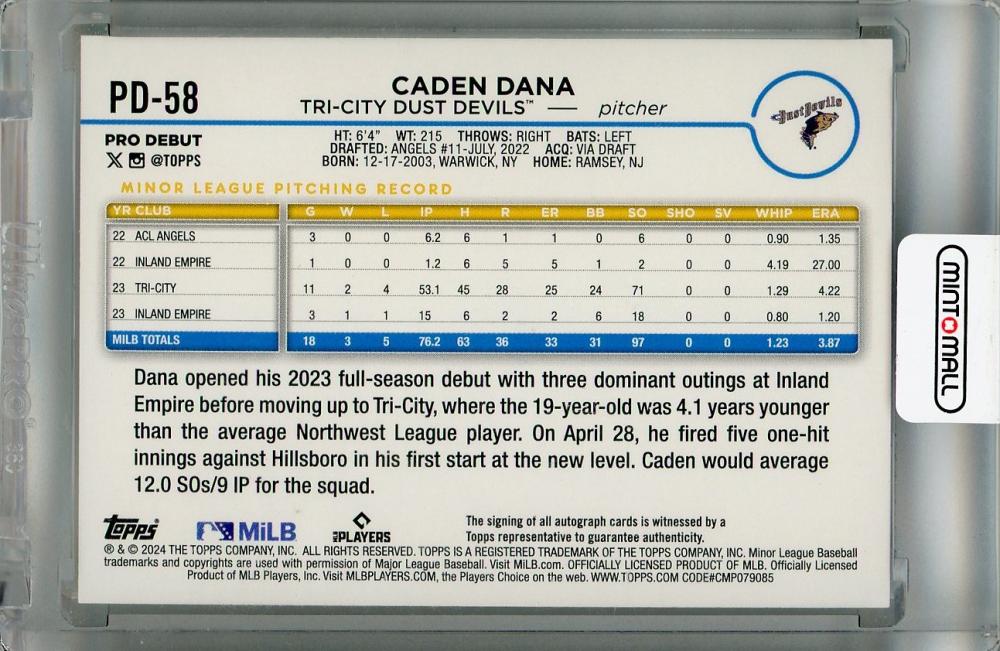 PD-58
CADEN DANA
TRI-CITY DUST DEVILS™ — pitcher
DustDevils
PRO DEBUT
@TOPPS
HT: 6'4" WT: 215 THROWS: RIGHT BATS: LEFT
DRAFTED: ANGELS #11-JULY, 2022 ACQ: VIA DRAFT
BORN: 12-17-2003, WARWICK, NY HOME: RAMSEY, NJ
MINOR LEAGUE PITCHING RECORD
YR CLUB G W L IP H R ER BB SO SHO SV WHIP ERA
22 ACL ANGELS 3 0 0 6.2 6 1 1 0 6 0 0 0.90 1.35
22 INLAND EMPIRE 1 0 0 1.2 6 5 5 1 2 0 0 4.19 27.00
23 TRI-CITY 11 2 4 53.1 45 28 25 24 71 0 0 1.29 4.22
23 INLAND EMPIRE 3 1 1 15 6 2 2 6 18 0 0 0.80 1.20
MILB TOTALS 18 3 5 76.2 63 36 33 31 97 0 0 1.23 3.87
Dana opened his 2023 full-season debut with three dominant outings at Inland
Empire before moving up to Tri-City, where the 19-year-old was 4.1 years younger
than the average Northwest League player. On April 28, he fired five one-hit
innings against Hillsboro in his first start at the new level. Caden would average
12.0 SOs/9 IP for the squad.
Topps
MiLB
PLAYERS
The signing of all autograph cards is witnessed by a
Topps representative to guarantee authenticity.
® & © 2024 THE TOPPS COMPANY, INC. ALL RIGHTS RESERVED. TOPPS IS A REGISTERED TRADEMARK OF THE TOPPS COMPANY, INC. Minor League Baseball
trademarks and copyrights are used with permission of Major League Baseball. Visit MiLB.com. OFFICIALLY LICENSED PRODUCT OF MLB. Officially Licensed
Product of MLB Players, Inc. Visit MLBPLAYERS.COM, the Players Choice on the web. WWW.TOPPS.COM CODE#CMP079085
MINT MALL